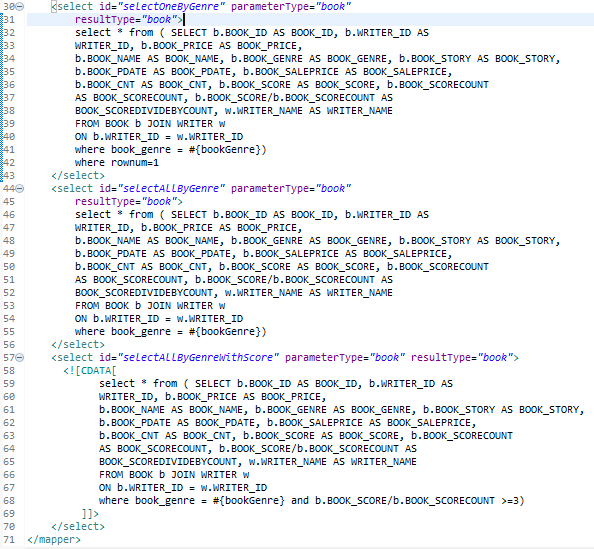 30 <select id="selectOneByGenre" parameterType="book"
31 resultType="book">
32 select * from ( SELECT b.BOOK_ID AS BOOK_ID, b.WRITER_ID AS
33 WRITER_ID, b.BOOK_PRICE AS BOOK_PRICE,
34 b.BOOK_NAME AS BOOK_NAME, b.BOOK_GENRE AS BOOK_GENRE, b.BOOK_STORY AS BOOK_STORY,
35 b.BOOK_PDATE AS BOOK_PDATE, b.BOOK_SALEPRICE AS BOOK_SALEPRICE,
36 b.BOOK_CNT AS BOOK_CNT, b.BOOK_SCORE AS BOOK_SCORE, b.BOOK_SCORECOUNT
37 AS BOOK_SCORECOUNT, b.BOOK_SCORE/b.BOOK_SCORECOUNT AS
38 BOOK_SCOREDIVIDEBYCOUNT, w.WRITER_NAME AS WRITER_NAME
39 FROM BOOK b JOIN WRITER w
40 ON b.WRITER_ID = w.WRITER_ID
41 where book_genre = #{bookGenre})
42 where rownum=1
43 </select>
44 <select id="selectAllByGenre" parameterType="book"
45 resultType="book">
46 select * from ( SELECT b.BOOK_ID AS BOOK_ID, b.WRITER_ID AS
47 WRITER_ID, b.BOOK_PRICE AS BOOK_PRICE,
48 b.BOOK_NAME AS BOOK_NAME, b.BOOK_GENRE AS BOOK_GENRE, b.BOOK_STORY AS BOOK_STORY,
49 b.BOOK_PDATE AS BOOK_PDATE, b.BOOK_SALEPRICE AS BOOK_SALEPRICE,
50 b.BOOK_CNT AS BOOK_CNT, b.BOOK_SCORE AS BOOK_SCORE, b.BOOK_SCORECOUNT
51 AS BOOK_SCORECOUNT, b.BOOK_SCORE/b.BOOK_SCORECOUNT AS
52 BOOK_SCOREDIVIDEBYCOUNT, w.WRITER_NAME AS WRITER_NAME
53 FROM BOOK b JOIN WRITER w
54 ON b.WRITER_ID = w.WRITER_ID
55 where book_genre = #{bookGenre})
56 </select>
57 <select id="selectAllByGenreWithScore" parameterType="book" resultType="book">
58 <![CDATA[
59 select * from ( SELECT b.BOOK_ID AS BOOK_ID, b.WRITER_ID AS
60 WRITER_ID, b.BOOK_PRICE AS BOOK_PRICE,
61 b.BOOK_NAME AS BOOK_NAME, b.BOOK_GENRE AS BOOK_GENRE, b.BOOK_STORY AS BOOK_STORY,
62 b.BOOK_PDATE AS BOOK_PDATE, b.BOOK_SALEPRICE AS BOOK_SALEPRICE,
63 b.BOOK_CNT AS BOOK_CNT, b.BOOK_SCORE AS BOOK_SCORE, b.BOOK_SCORECOUNT
64 AS BOOK_SCORECOUNT, b.BOOK_SCORE/b.BOOK_SCORECOUNT AS
65 BOOK_SCOREDIVIDEBYCOUNT, w.WRITER_NAME AS WRITER_NAME
66 FROM BOOK b JOIN WRITER w
67 ON b.WRITER_ID = w.WRITER_ID
68 where book_genre = #{bookGenre} and b.BOOK_SCORE/b.BOOK_SCORECOUNT >=3)
69 ]]>
70 </select>
71 </mapper>